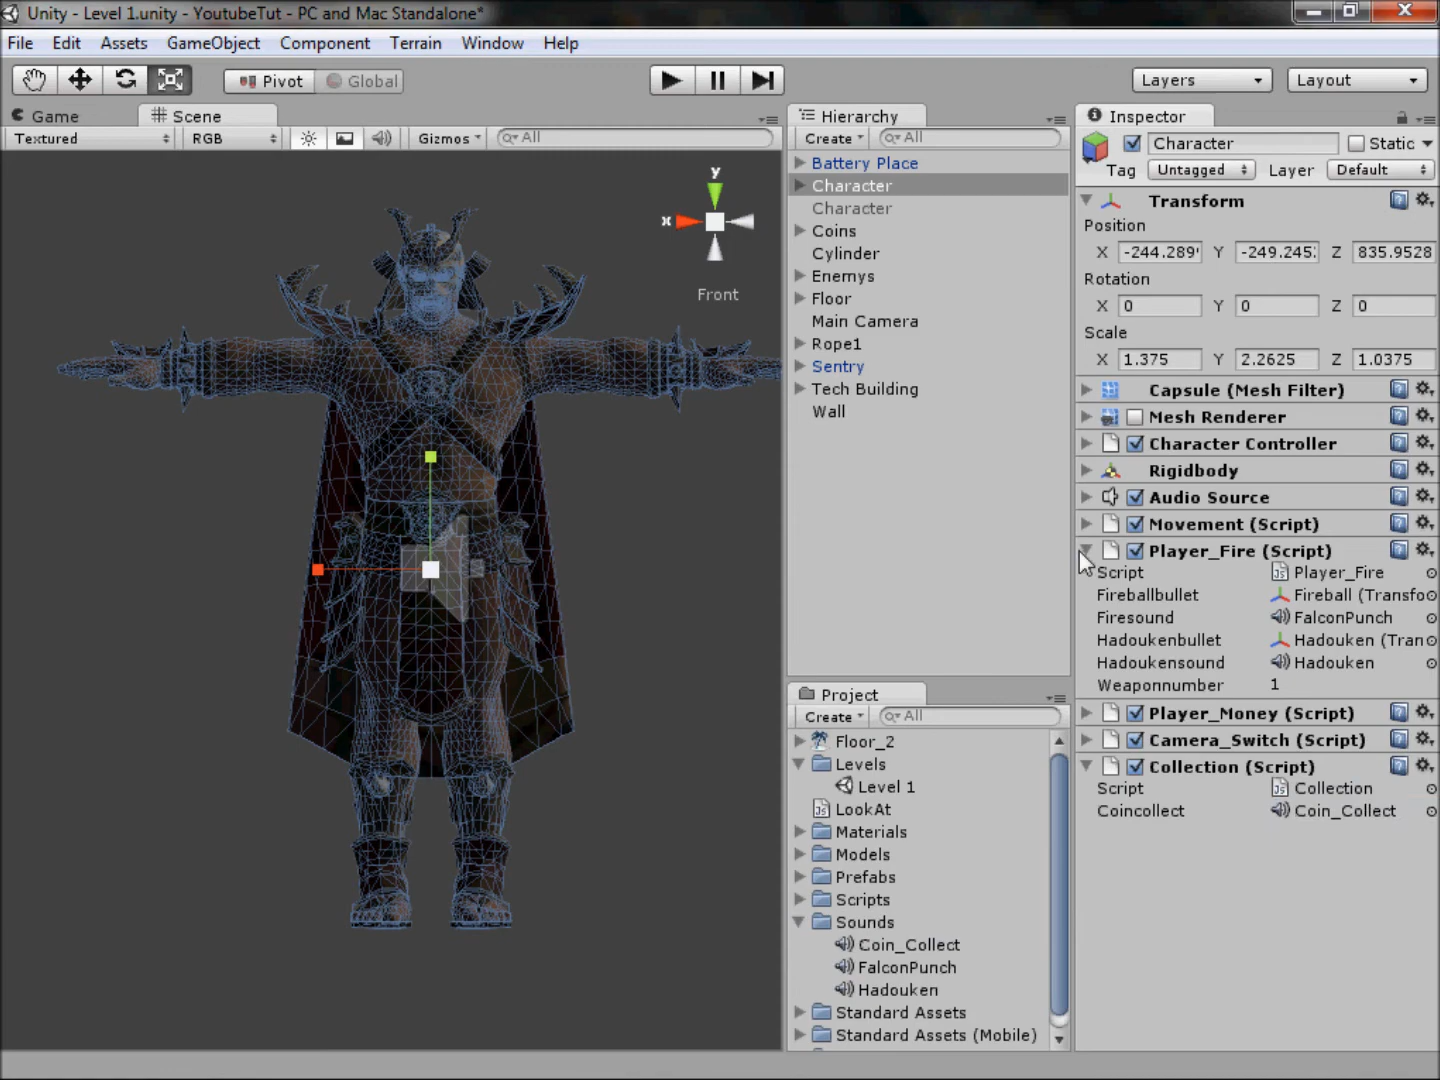 Unity - Level 1.unity - YoutubeTut - PC and Mac Standalone*
File Edit Assets GameObject Component Terrain Window Help
Pivot Global Layers Layout
Game Scene
Textured RGB Gizmos All
y
x
Front
Hierarchy
Create All
Battery Place
Character
Character
Coins
Cylinder
Enemys
Floor
Main Camera
Rope1
Sentry
Tech Building
Wall
Project
Create All
Floor_2
Levels
Level 1
LookAt
Materials
Models
Prefabs
Scripts
Sounds
Coin_Collect
FalconPunch
Hadouken
Standard Assets
Standard Assets (Mobile)
Inspector
Character Static
Tag Untagged Layer Default
Transform
Position
X -244.289 Y -249.245 Z 835.9528
Rotation
X 0 Y 0 Z 0
Scale
X 1.375 Y 2.2625 Z 1.0375
Capsule (Mesh Filter)
Mesh Renderer
Character Controller
Rigidbody
Audio Source
Movement (Script)
Player_Fire (Script)
Script Player_Fire
Fireballbullet Fireball (Transfo
Firesound FalconPunch
Hadoukenbullet Hadouken (Tran
Hadoukensound Hadouken
Weaponnumber 1
Player_Money (Script)
Camera_Switch (Script)
Collection (Script)
Script Collection
Coincollect Coin_Collect